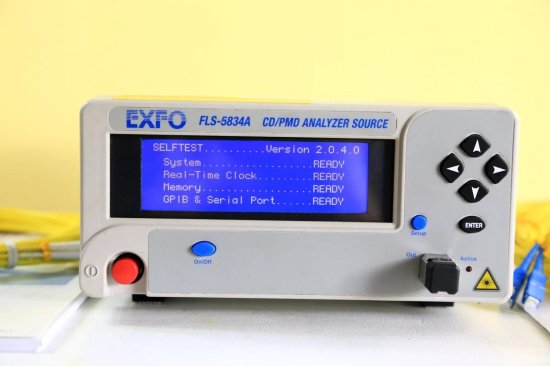 EXFO FLS-5834A CD/PMD ANALYZER SOURCE
SELFTEST..........Version 2.0.4.0
System...................READY
Real-Time Clock..........READY
Memory...................READY
GPIB & Serial Port.......READY
ENTER
Setup
On/Off
Out
Active